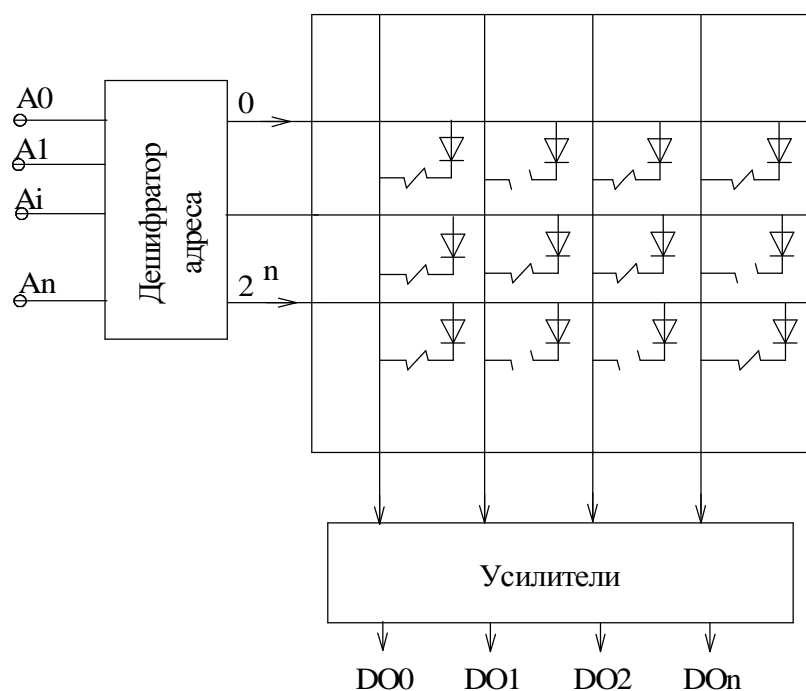 A0
A1
Ai
An
Дешифратор
адреса
0
2 n
Усилители
DO0 DO1 DO2 DOn